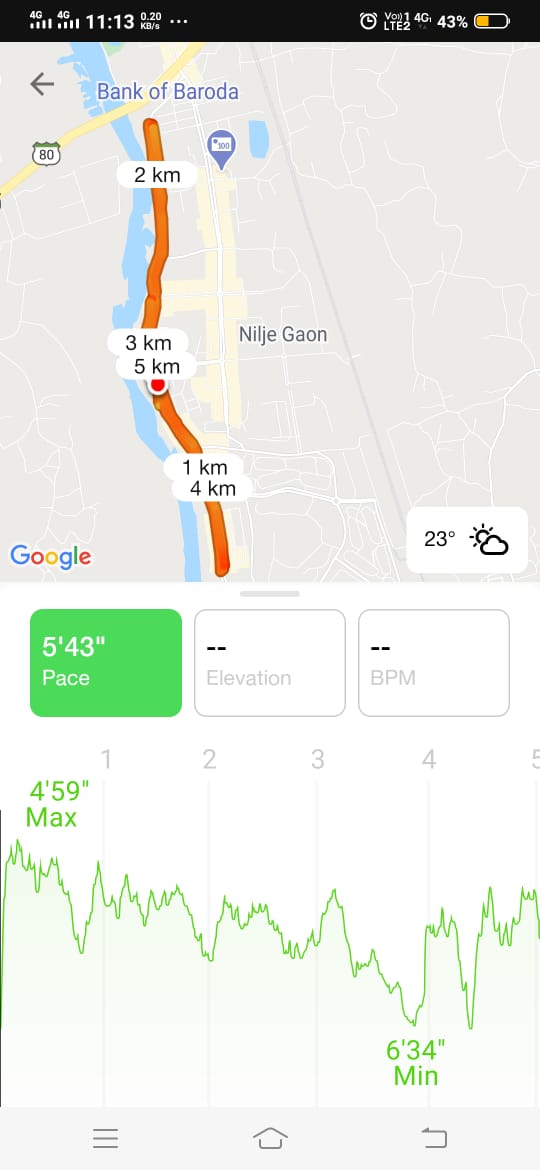 4G 4G 11:13 0.20 KB/s ... Vo)) 1 4G LTE2 43%
Bank of Baroda
80
100
2 km
3 km
Nilje Gaon
5 km
1 km
4 km
23°
Google
5'43" -- --
Pace Elevation BPM
1 2 3 4 5
4'59"
Max
6'34"
Min